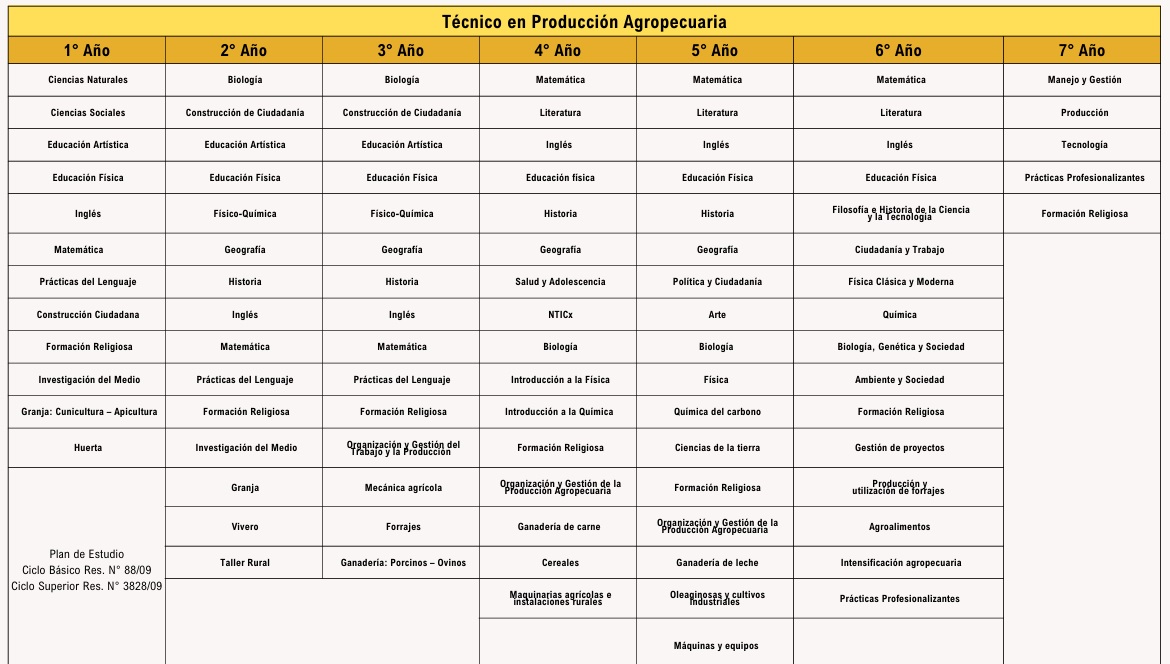 Técnico en Producción Agropecuaria
1° Año 2° Año 3° Año 4° Año 5° Año 6° Año 7° Año
Ciencias Naturales Biología Biología Matemática Matemática Matemática Manejo y Gestión
Ciencias Sociales Construcción de Ciudadanía Construcción de Ciudadanía Literatura Literatura Literatura Producción
Educación Artística Educación Artística Educación Artística Inglés Inglés Inglés Tecnología
Educación Física Educación Física Educación Física Educación física Educación Física Educación Física Prácticas Profesionalizantes
Inglés Físico-Química Físico-Química Historia Historia Filosofía e Historia de la Ciencia
y la Tecnología Formación Religiosa
Matemática Geografía Geografía Geografía Geografía Ciudadanía y Trabajo
Prácticas del Lenguaje Historia Historia Salud y Adolescencia Política y Ciudadanía Física Clásica y Moderna
Construcción Ciudadana Inglés Inglés NTICx Arte Química
Formación Religiosa Matemática Matemática Biología Biología Biología, Genética y Sociedad
Investigación del Medio Prácticas del Lenguaje Prácticas del Lenguaje Introducción a la Física Física Ambiente y Sociedad
Granja: Cunicultura – Apicultura Formación Religiosa Formación Religiosa Introducción a la Química Química del carbono Formación Religiosa
Huerta Investigación del Medio Organización y Gestión del
Trabajo y la Producción Formación Religiosa Ciencias de la tierra Gestión de proyectos
Granja Mecánica agrícola Organización y Gestión de la
Producción Agropecuaria Formación Religiosa Producción y
utilización de forrajes
Vivero Forrajes Ganadería de carne Organización y Gestión de la
Producción Agropecuaria Agroalimentos
Plan de Estudio
Ciclo Básico Res. N° 88/09
Ciclo Superior Res. N° 3828/09
Taller Rural Ganadería: Porcinos – Ovinos Cereales Ganadería de leche Intensificación agropecuaria
Maquinarias agrícolas e
instalaciones rurales Oleaginosas y cultivos
industriales Prácticas Profesionalizantes
Máquinas y equipos